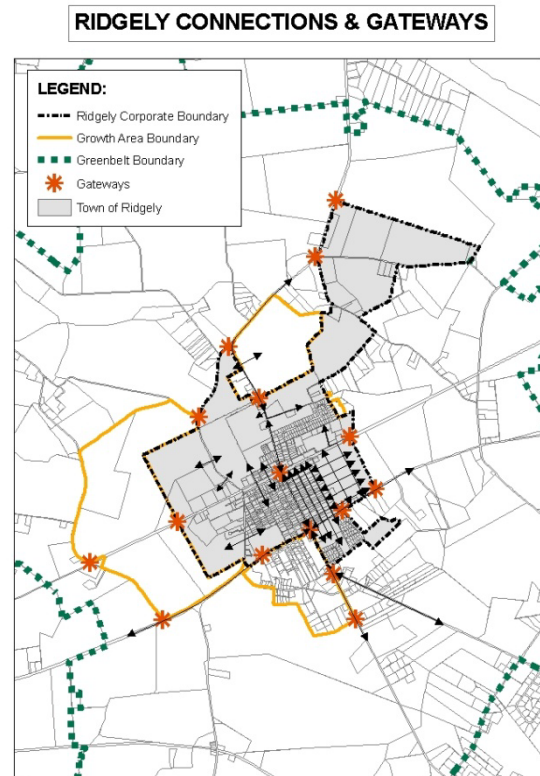 RIDGELY CONNECTIONS & GATEWAYS
LEGEND:
Ridgely Corporate Boundary
Growth Area Boundary
Greenbelt Boundary
Gateways
Town of Ridgely